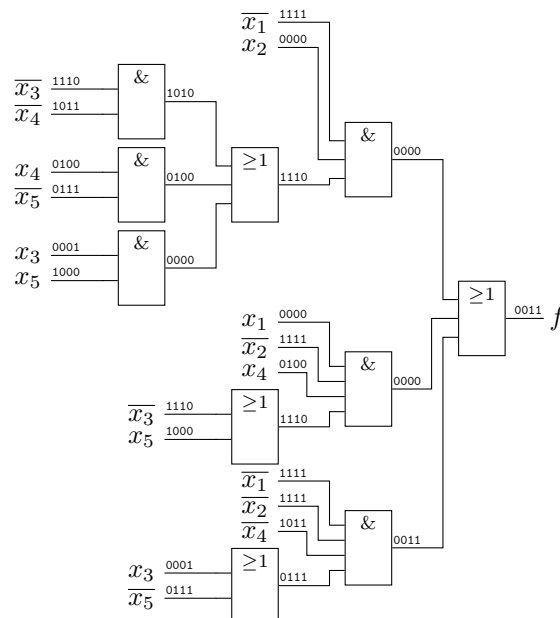 x̅₁ 1111
x₂ 0000
x̅₃ 1110 & 1010
x̅₄ 1011
&
x₄ 0100 & 0100 ≥1 1110 0000
x̅₅ 0111
x₃ 0001 & 0000
x₅ 1000
≥1 0011 f
x₁ 0000
x̅₂ 1111
x₄ 0100 & 0000
x̅₃ 1110 ≥1 1110
x₅ 1000
x̅₁ 1111
x̅₂ 1111
x̅₄ 1011 & 0011
x₃ 0001 ≥1 0111
x̅₅ 0111